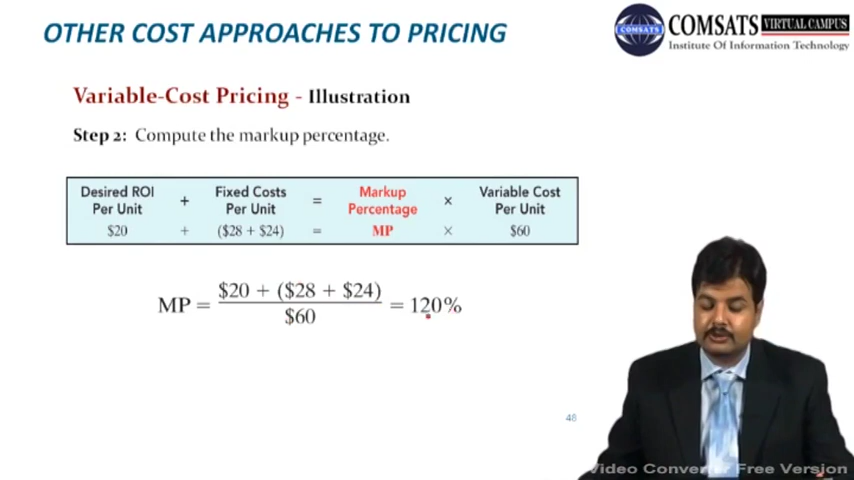 OTHER COST APPROACHES TO PRICING
COMSATS
COMSATS VIRTUAL CAMPUS
Institute Of Information Technology
Variable-Cost Pricing - Illustration
Step 2: Compute the markup percentage.
Desired ROI + Fixed Costs = Markup × Variable Cost
Per Unit Per Unit Percentage Per Unit
$20 + ($28 + $24) = MP × $60
MP = $20 + ($28 + $24) = 120%
$60
48
Video Converter Free Version